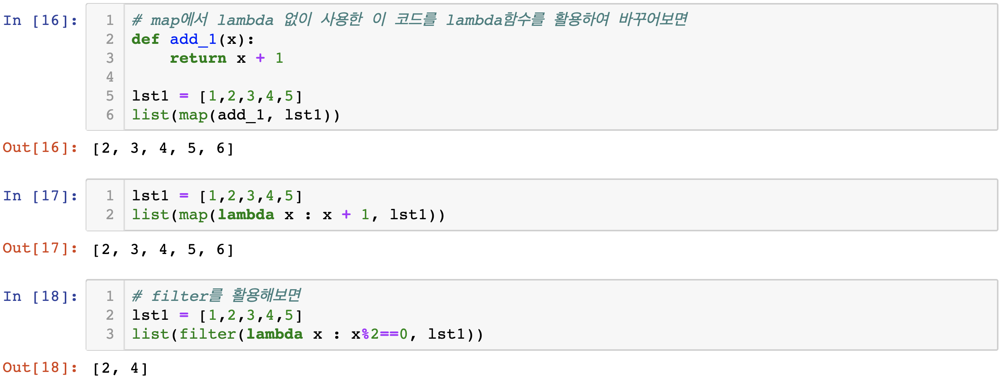 In [16]:
1 # map에서 lambda 없이 사용한 이 코드를 lambda함수를 활용하여 바꾸어보면
2 def add_1(x):
3     return x + 1
4
5 lst1 = [1,2,3,4,5]
6 list(map(add_1, lst1))
Out[16]: [2, 3, 4, 5, 6]
In [17]:
1 lst1 = [1,2,3,4,5]
2 list(map(lambda x : x + 1, lst1))
Out[17]: [2, 3, 4, 5, 6]
In [18]:
1 # filter를 활용해보면
2 lst1 = [1,2,3,4,5]
3 list(filter(lambda x : x%2==0, lst1))
Out[18]: [2, 4]